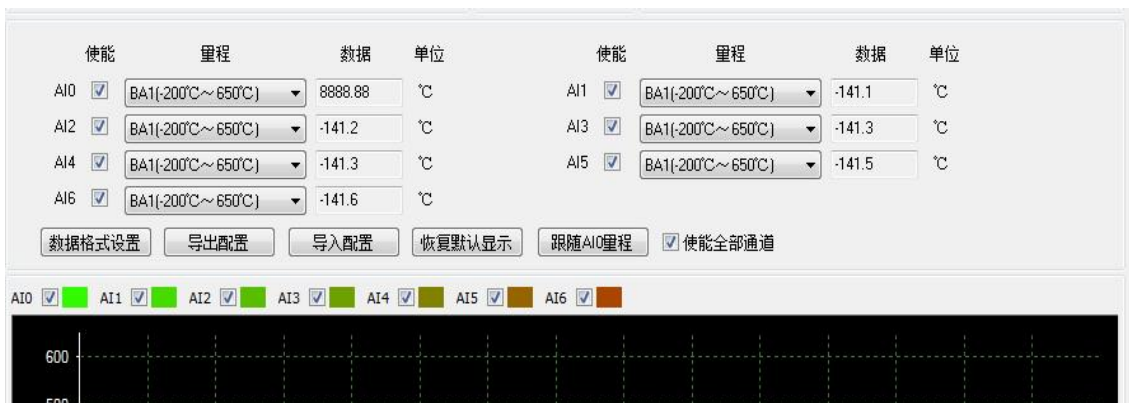 使能 量程 数据 单位 使能 量程 数据 单位
AI0 BA1(-200℃～650℃) 8888.88 ℃ AI1 BA1(-200℃～650℃) -141.1 ℃
AI2 BA1(-200℃～650℃) -141.2 ℃ AI3 BA1(-200℃～650℃) -141.3 ℃
AI4 BA1(-200℃～650℃) -141.3 ℃ AI5 BA1(-200℃～650℃) -141.5 ℃
AI6 BA1(-200℃～650℃) -141.6 ℃
数据格式设置 导出配置 导入配置 恢复默认显示 跟随AI0里程 使能全部通道
AI0 AI1 AI2 AI3 AI4 AI5 AI6
600